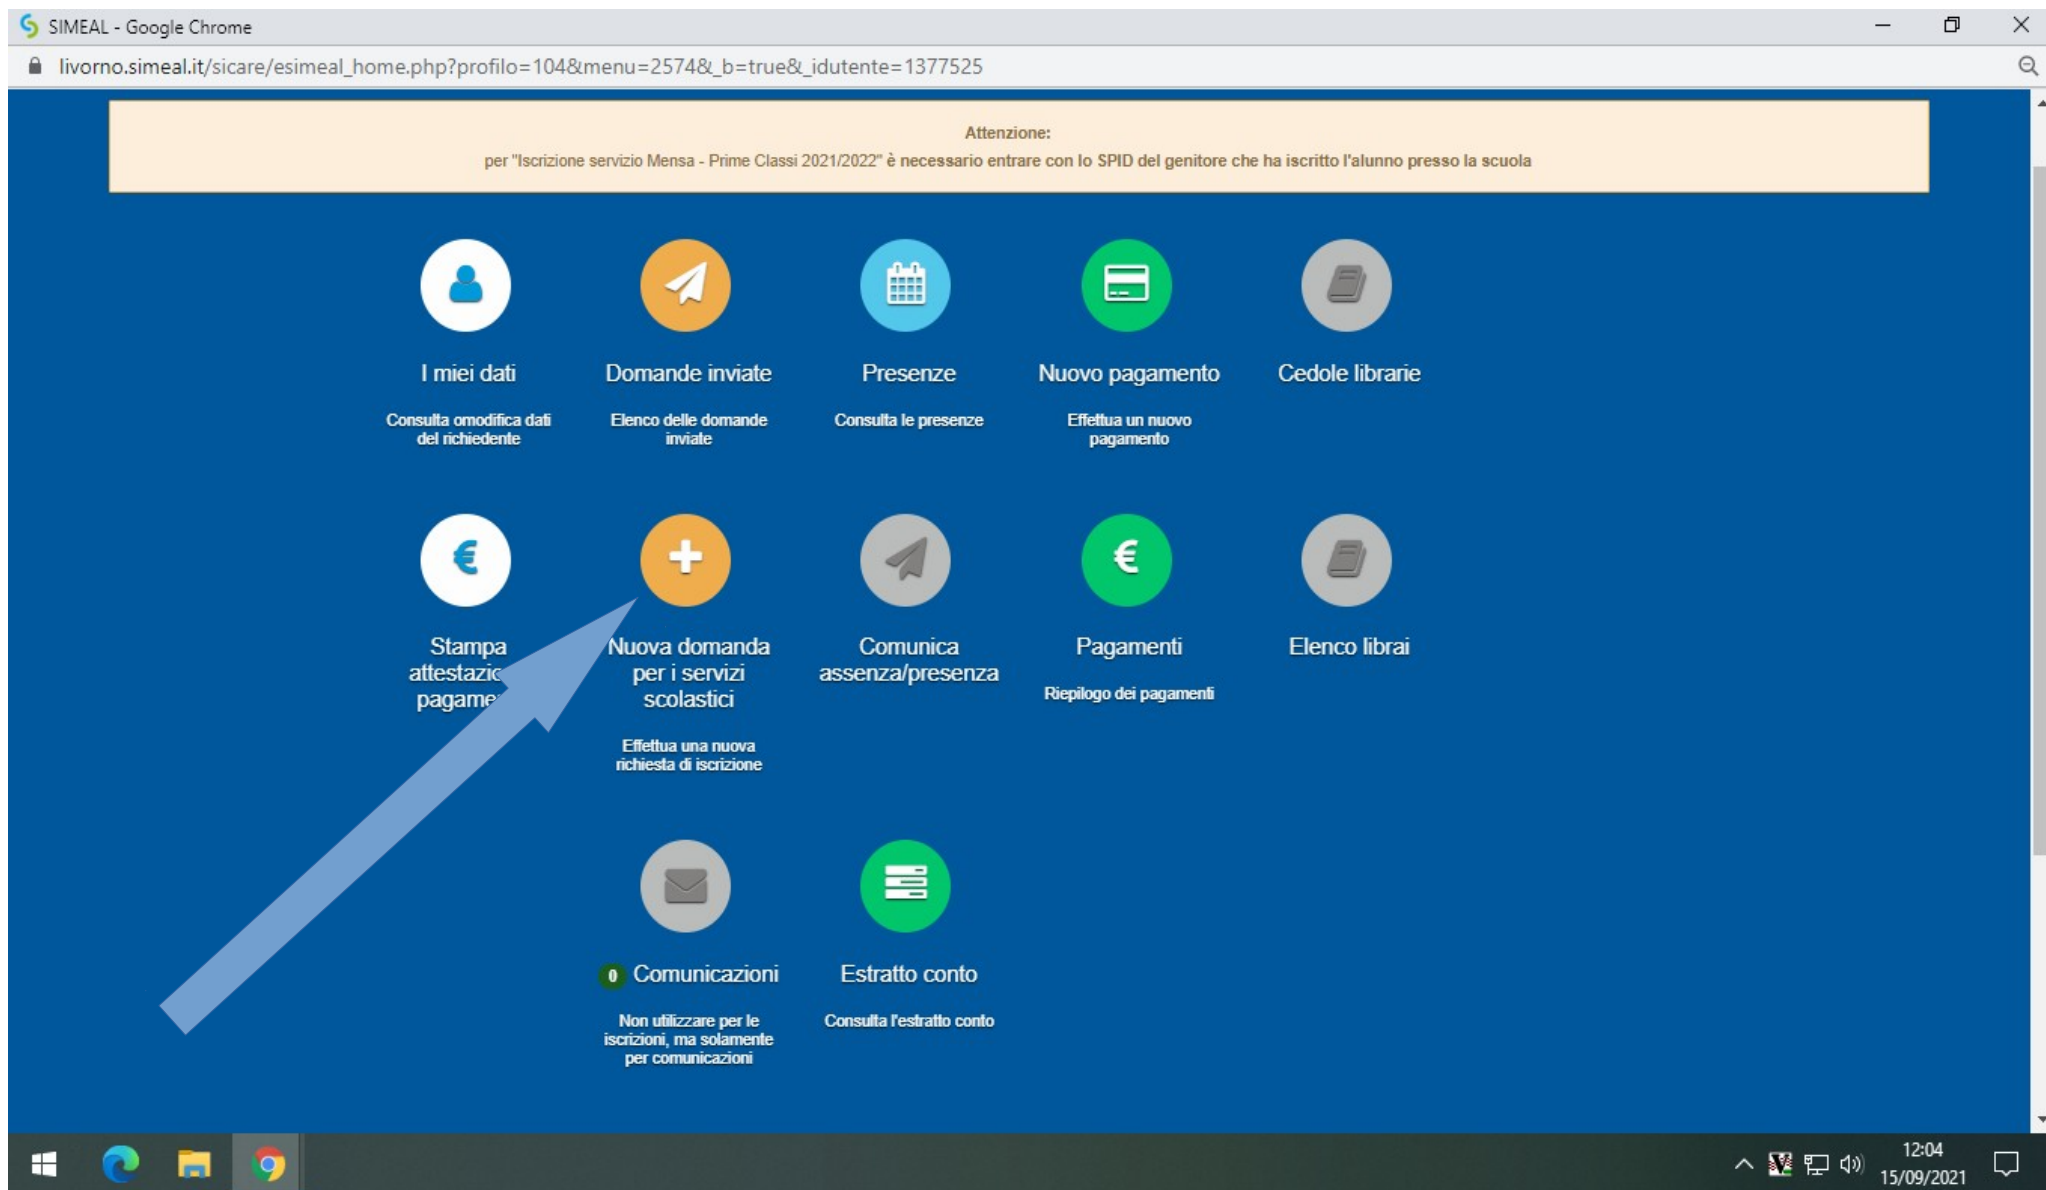 SIMEAL - Google Chrome
livorno.simeal.it/sicare/esimeal_home.php?profilo=104&menu=2574&_b=true&_idutente=1377525
Attenzione:
per "Iscrizione servizio Mensa - Prime Classi 2021/2022" è necessario entrare con lo SPID del genitore che ha iscritto l'alunno presso la scuola
I miei dati
Consulta omodifica dati
del richiedente
Domande inviate
Elenco delle domande
inviate
Presenze
Consulta le presenze
Nuovo pagamento
Effettua un nuovo
pagamento
Cedole librarie
€
Stampa
Nuova domanda
per i servizi
scolastici
Effettua una nuova
richiesta di iscrizione
Comunica
assenza/presenza
€
Pagamenti
Riepilogo dei pagamenti
Elenco librai
0 Comunicazioni
Non utilizzare per le
iscrizioni, ma solamente
per comunicazioni
Estratto conto
Consulta l'estratto conto
12:04
15/09/2021